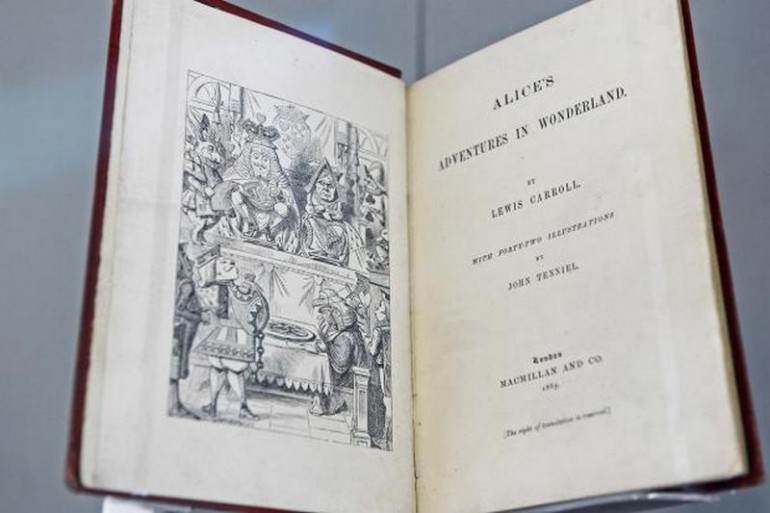 ALICE'S
ADVENTURES IN WONDERLAND.
BY
LEWIS CARROLL.
WITH FORTY-TWO ILLUSTRATIONS
BY
JOHN TENNIEL.
London
MACMILLAN AND CO.
[The right of translation is reserved.]